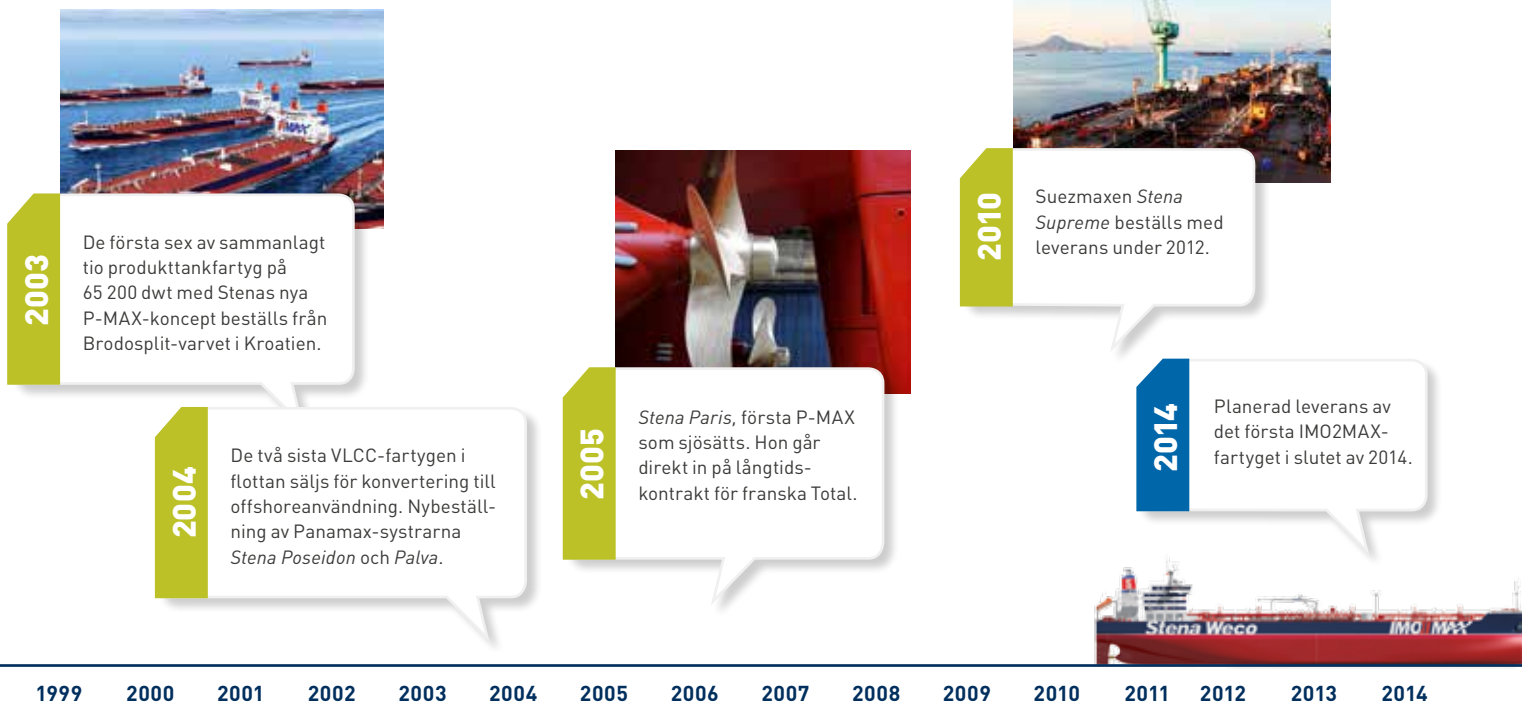 2003
De första sex av sammanlagt
tio produkttankfartyg på
65 200 dwt med Stenas nya
P-MAX-koncept beställs från
Brodosplit-varvet i Kroatien.
2004
De två sista VLCC-fartygen i
flottan säljs för konvertering till
offshoreanvändning. Nybeställ-
ning av Panamax-systrarna
Stena Poseidon och Palva.
2005
Stena Paris, första P-MAX
som sjösätts. Hon går
direkt in på långtids-
kontrakt för franska Total.
2010
Suezmaxen Stena
Supreme beställs med
leverans under 2012.
2014
Planerad leverans av
det första IMO2MAX-
fartyget i slutet av 2014.
Stena Weco
1999 2000 2001 2002 2003 2004 2005 2006 2007 2008 2009 2010 2011 2012 2013 2014